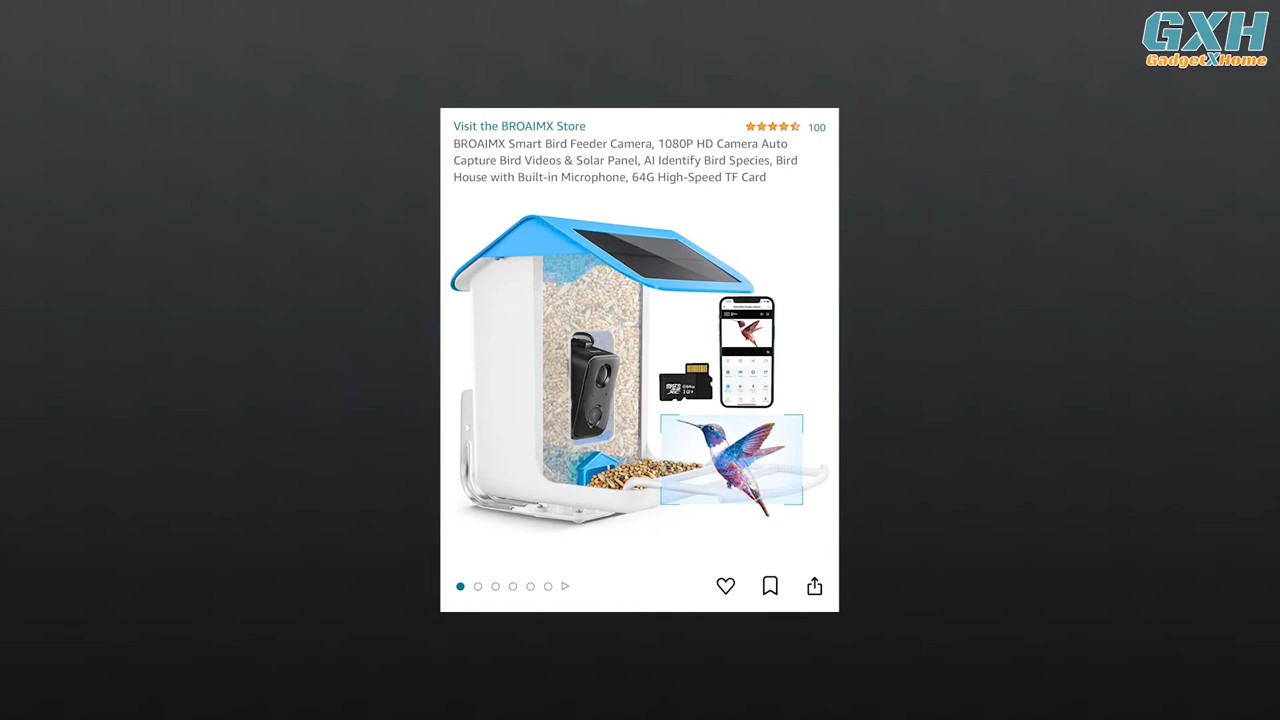 GXH
GadgetXHome
Visit the BROAIMX Store
100
BROAIMX Smart Bird Feeder Camera, 1080P HD Camera Auto
Capture Bird Videos & Solar Panel, AI Identify Bird Species, Bird
House with Built-in Microphone, 64G High-Speed TF Card